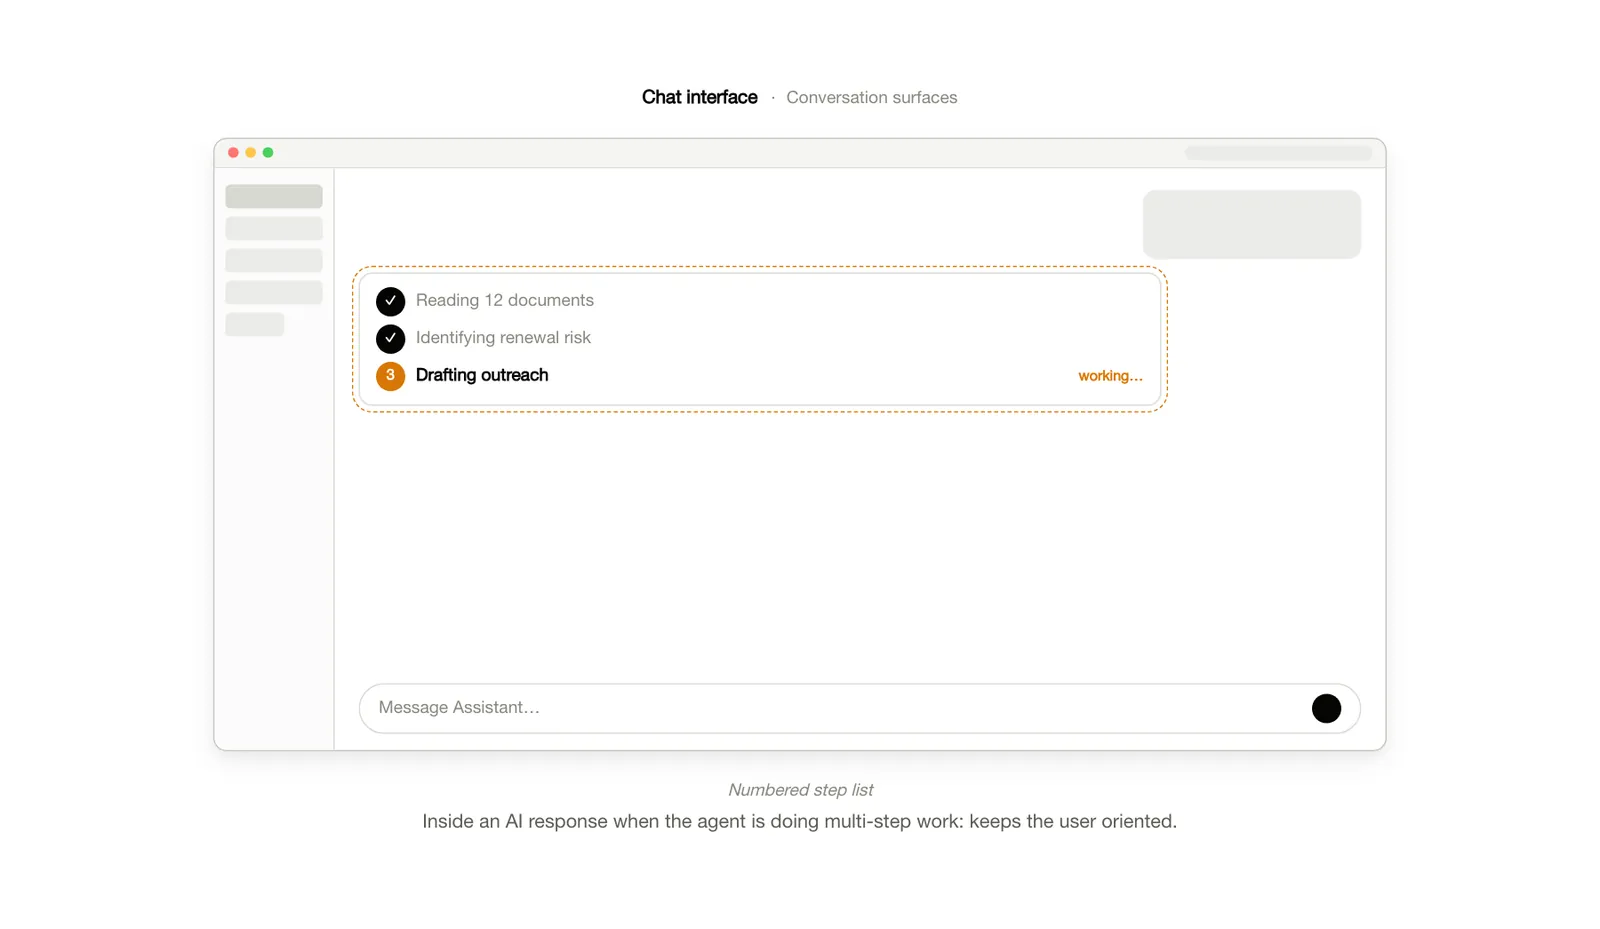 Chat interface · Conversation surfaces
Reading 12 documents
Identifying renewal risk
3 Drafting outreach working...
Message Assistant...
Numbered step list
Inside an AI response when the agent is doing multi-step work: keeps the user oriented.